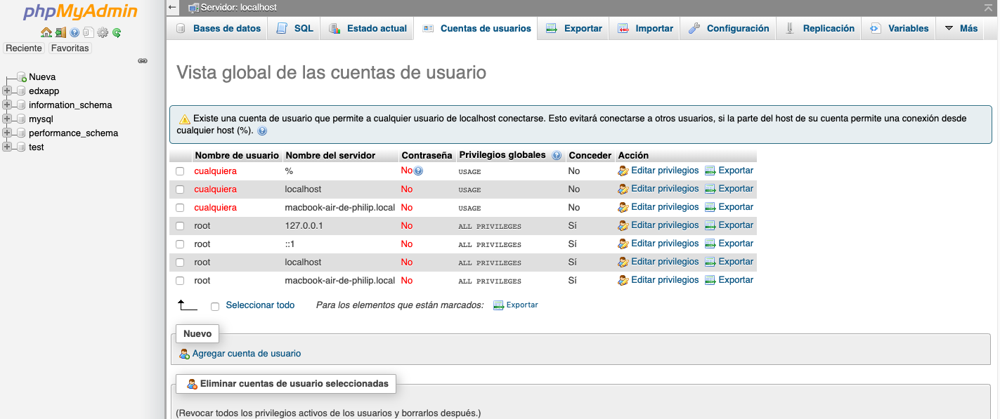 phpMyAdmin
Reciente Favoritas
Nueva
edxapp
information_schema
mysql
performance_schema
test
Servidor: localhost
Bases de datos SQL Estado actual Cuentas de usuarios Exportar Importar Configuración Replicación Variables Más
Vista global de las cuentas de usuario
Existe una cuenta de usuario que permite a cualquier usuario de localhost conectarse. Esto evitará conectarse a otros usuarios, si la parte del host de su cuenta permite una conexión desde
cualquier host (%).
Nombre de usuario Nombre del servidor Contraseña Privilegios globales Conceder Acción
cualquiera % No USAGE No Editar privilegios Exportar
cualquiera localhost No USAGE No Editar privilegios Exportar
cualquiera macbook-air-de-philip.local No USAGE No Editar privilegios Exportar
root 127.0.0.1 No ALL PRIVILEGES Sí Editar privilegios Exportar
root ::1 No ALL PRIVILEGES Sí Editar privilegios Exportar
root localhost No ALL PRIVILEGES Sí Editar privilegios Exportar
root macbook-air-de-philip.local No ALL PRIVILEGES Sí Editar privilegios Exportar
Seleccionar todo Para los elementos que están marcados: Exportar
Nuevo
Agregar cuenta de usuario
Eliminar cuentas de usuario seleccionadas
(Revocar todos los privilegios activos de los usuarios y borrarlos después.)